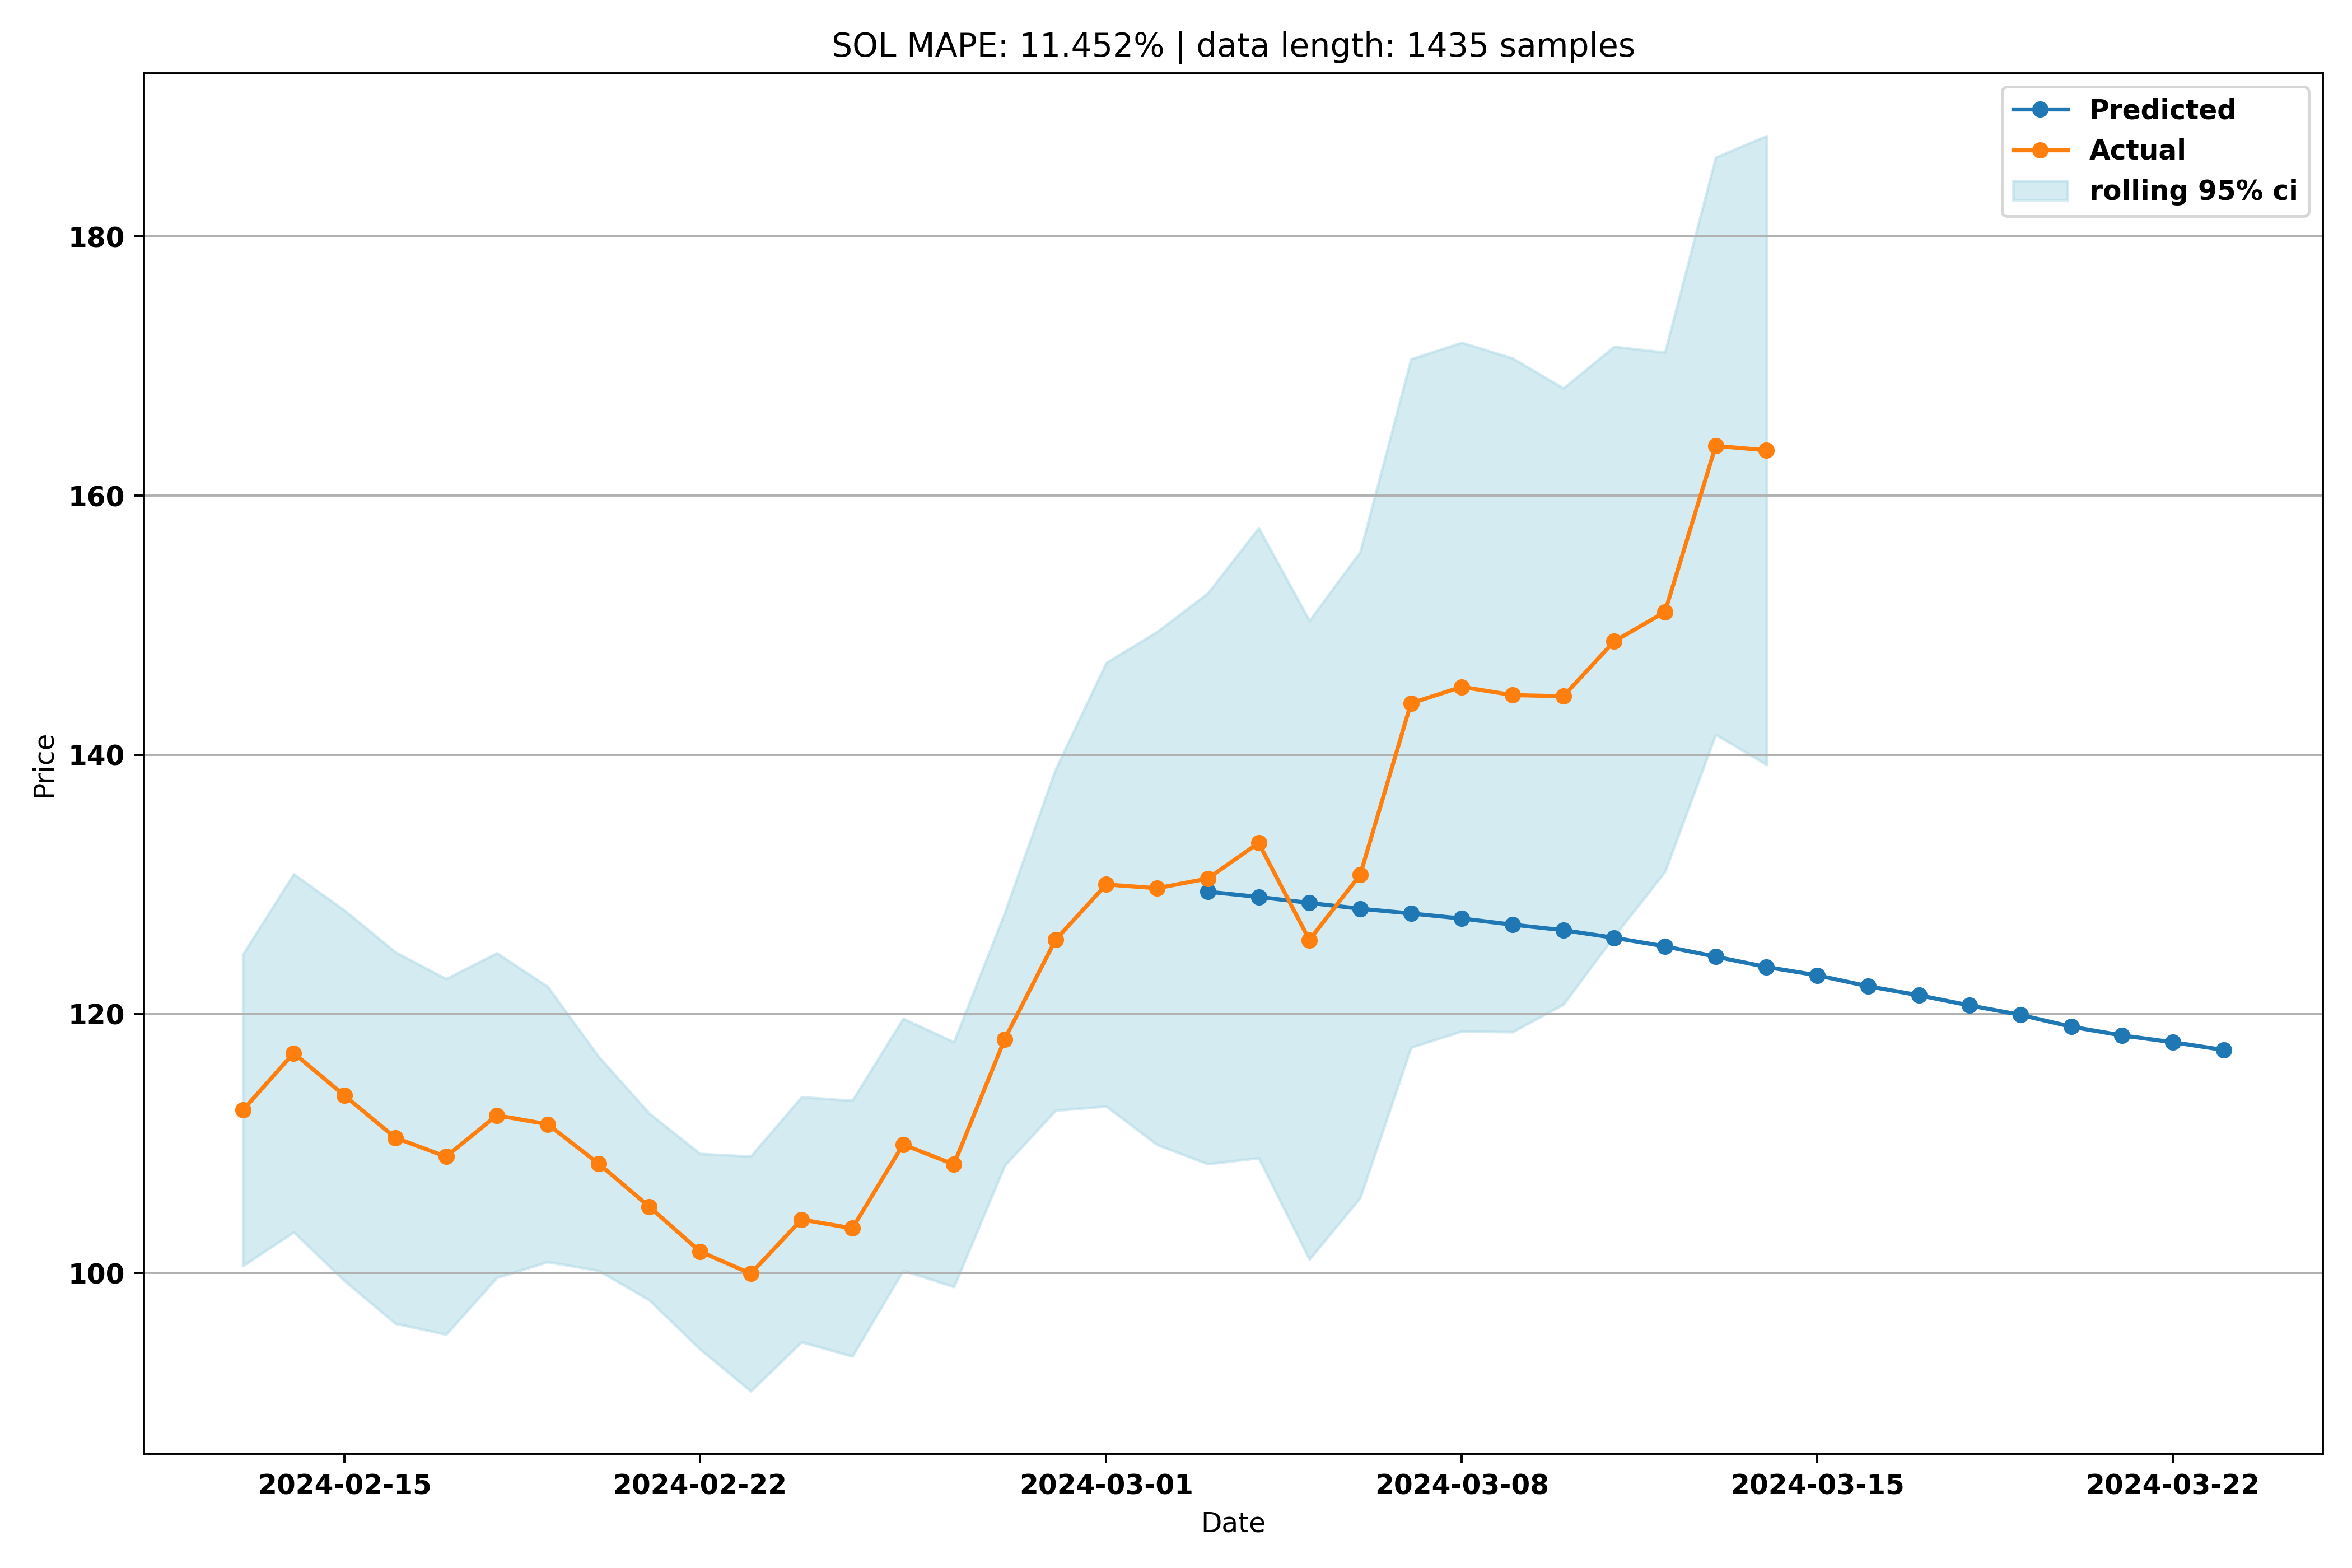 SOL MAPE: 11.452% | data length: 1435 samples
Predicted
Actual
rolling 95% ci
180
160
140
120
100
Price
2024-02-15
2024-02-22
2024-03-01
2024-03-08
2024-03-15
2024-03-22
Date